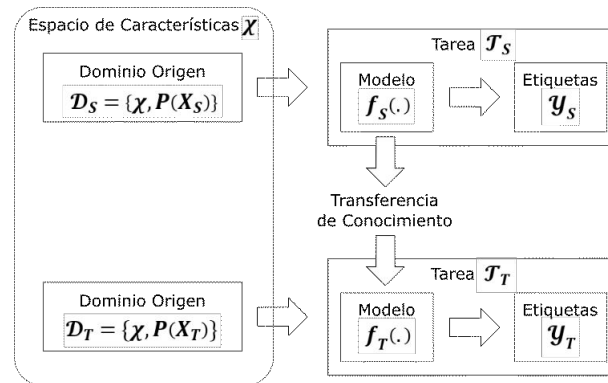 Espacio de Características χ
Dominio Origen
𝒟_S = {χ, P(X_S)}
Tarea 𝒯_S
Modelo
f_S(.)
Etiquetas
𝒴_S
Transferencia
de Conocimiento
Dominio Origen
𝒟_T = {χ, P(X_T)}
Tarea 𝒯_T
Modelo
f_T(.)
Etiquetas
𝒴_T